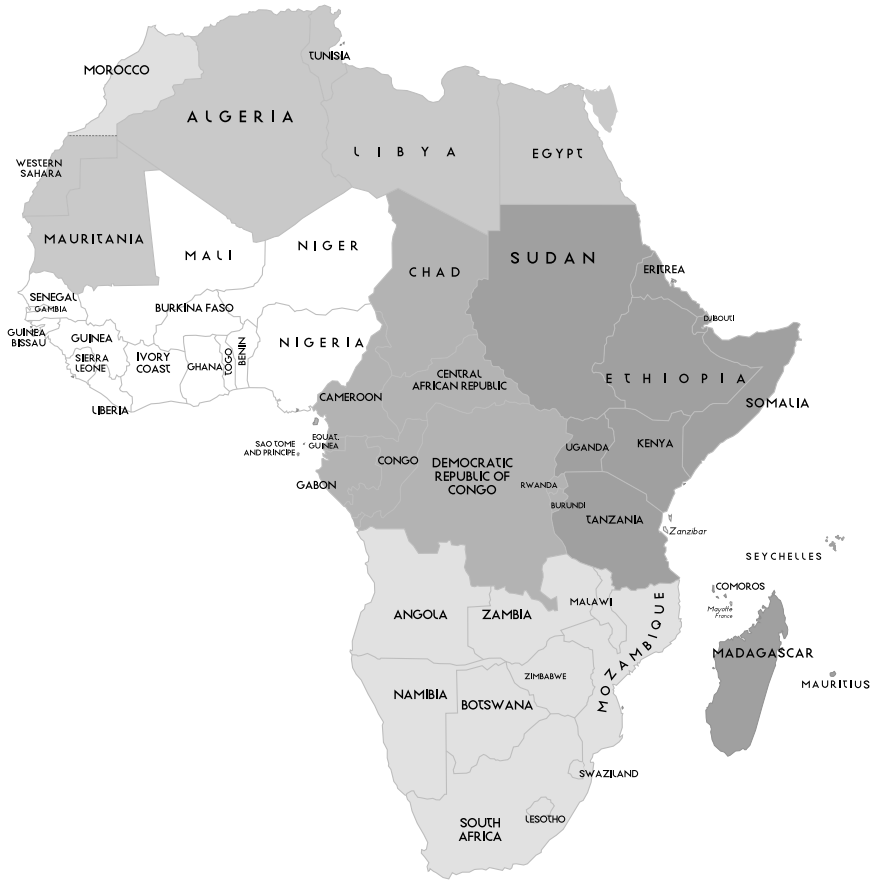 TUNISIA
MOROCCO
ALGERIA
LIBYA
EGYPT
WESTERN
SAHARA
MAURITANIA
MALI
NIGER
CHAD
SUDAN
ERITREA
SENEGAL
GAMBIA
BURKINA FASO
DJIBOUTI
GUINEA
BISSAU
GUINEA
NIGERIA
SIERRA
LEONE
IVORY
COAST
GHANA
TOGO
BENIN
CENTRAL
AFRICAN REPUBLIC
ETHIOPIA
LIBERIA
CAMEROON
SOMALIA
SAO TOME
AND PRINCIPE
EQUAT.
GUINEA
UGANDA
KENYA
CONGO
DEMOCRATIC
REPUBLIC OF
CONGO
GABON
RWANDA
BURUNDI
TANZANIA
Zanzibar
SEYCHELLES
COMOROS
Mayotte
France
ANGOLA
ZAMBIA
MALAWI
MOZAMBIQUE
MADAGASCAR
MAURITIUS
NAMIBIA
ZIMBABWE
BOTSWANA
SWAZILAND
SOUTH
AFRICA
LESOTHO